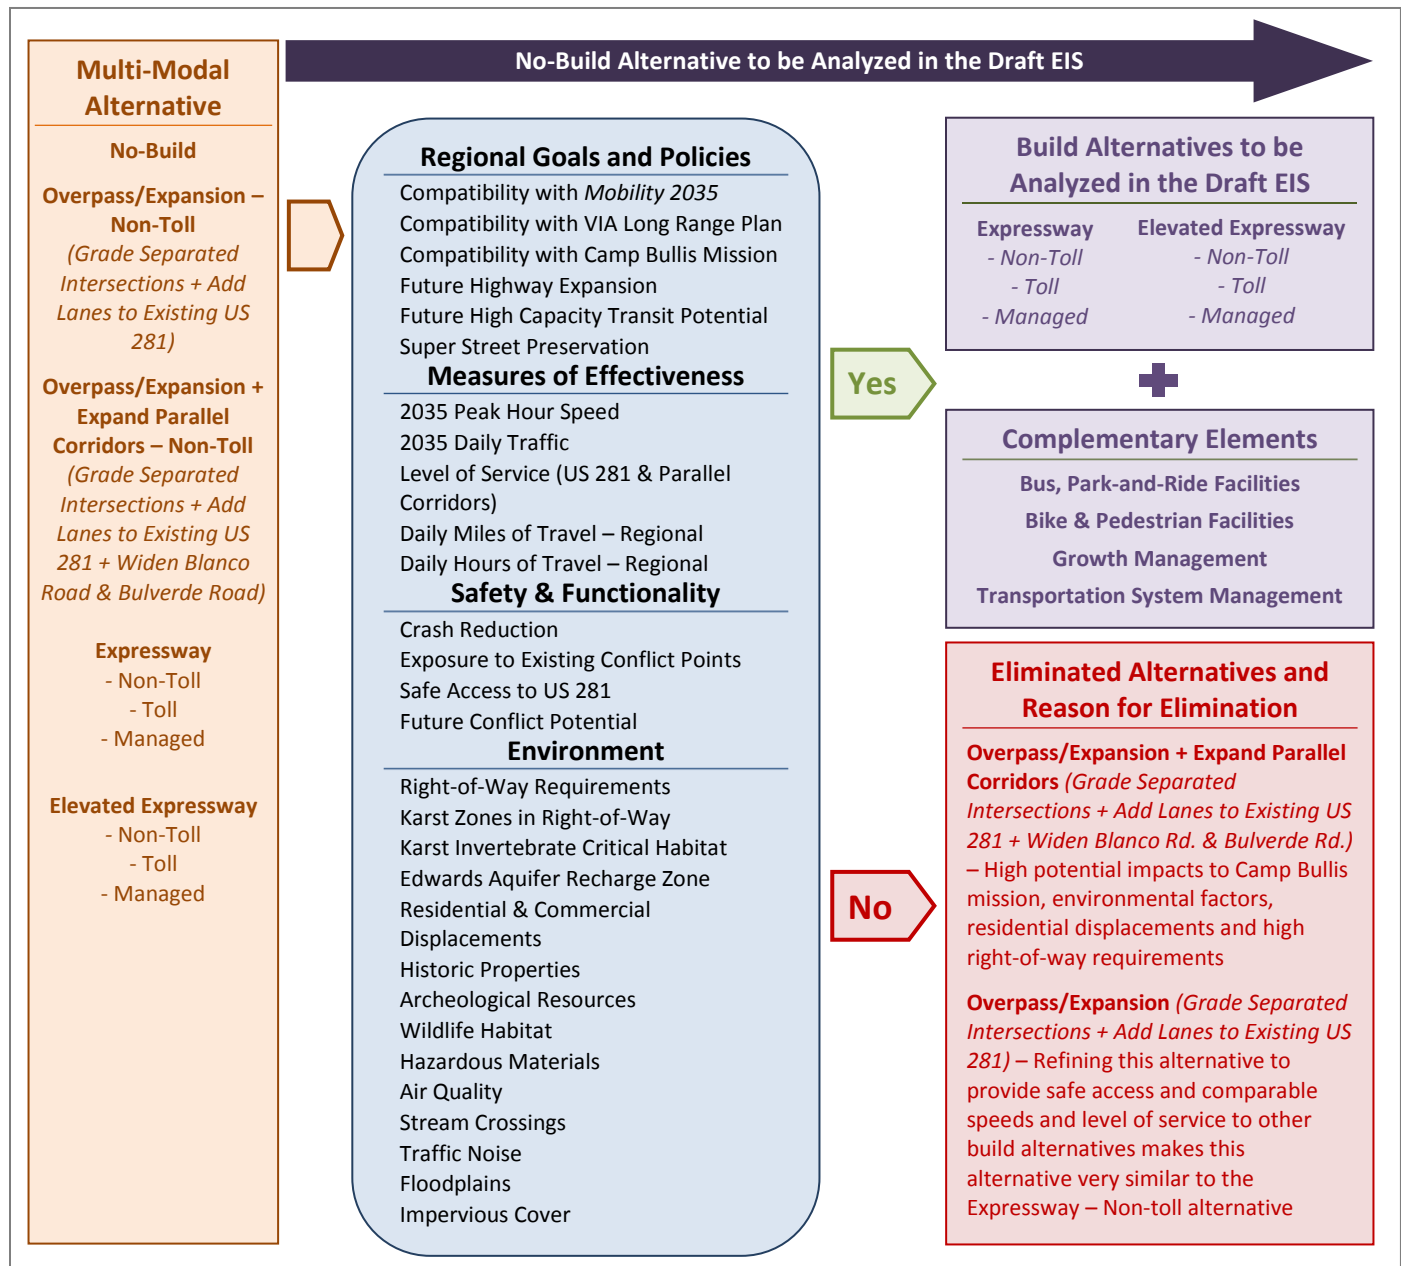 No-Build Alternative to be Analyzed in the Draft EIS
Multi-Modal
Alternative
No-Build
Overpass/Expansion –
Non-Toll
(Grade Separated
Intersections + Add
Lanes to Existing US
281)
Overpass/Expansion +
Expand Parallel
Corridors – Non-Toll
(Grade Separated
Intersections + Add
Lanes to Existing US
281 + Widen Blanco
Road & Bulverde Road)
Expressway
- Non-Toll
- Toll
- Managed
Elevated Expressway
- Non-Toll
- Toll
- Managed
Regional Goals and Policies
Compatibility with Mobility 2035
Compatibility with VIA Long Range Plan
Compatibility with Camp Bullis Mission
Future Highway Expansion
Future High Capacity Transit Potential
Super Street Preservation
Measures of Effectiveness
2035 Peak Hour Speed
2035 Daily Traffic
Level of Service (US 281 & Parallel
Corridors)
Daily Miles of Travel – Regional
Daily Hours of Travel – Regional
Safety & Functionality
Crash Reduction
Exposure to Existing Conflict Points
Safe Access to US 281
Future Conflict Potential
Environment
Right-of-Way Requirements
Karst Zones in Right-of-Way
Karst Invertebrate Critical Habitat
Edwards Aquifer Recharge Zone
Residential & Commercial
Displacements
Historic Properties
Archeological Resources
Wildlife Habitat
Hazardous Materials
Air Quality
Stream Crossings
Traffic Noise
Floodplains
Impervious Cover
Yes
No
Build Alternatives to be
Analyzed in the Draft EIS
Expressway
- Non-Toll
- Toll
- Managed
Elevated Expressway
- Non-Toll
- Toll
- Managed
Complementary Elements
Bus, Park-and-Ride Facilities
Bike & Pedestrian Facilities
Growth Management
Transportation System Management
Eliminated Alternatives and
Reason for Elimination
Overpass/Expansion + Expand Parallel
Corridors (Grade Separated
Intersections + Add Lanes to Existing US
281 + Widen Blanco Rd. & Bulverde Rd.)
– High potential impacts to Camp Bullis
mission, environmental factors,
residential displacements and high
right-of-way requirements
Overpass/Expansion (Grade Separated
Intersections + Add Lanes to Existing US
281) – Refining this alternative to
provide safe access and comparable
speeds and level of service to other
build alternatives makes this
alternative very similar to the
Expressway – Non-toll alternative